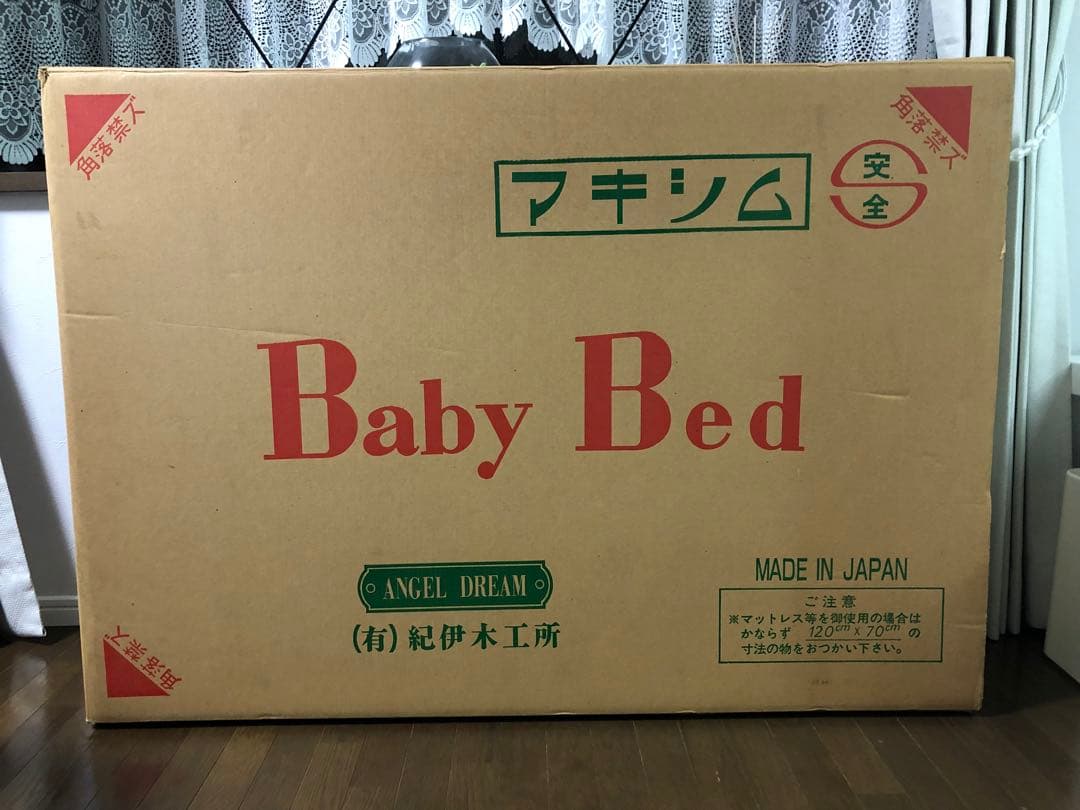 角落禁ズ
角落禁ズ
マキシム
安全
Baby Bed
ANGEL DREAM
(有)紀伊木工所
MADE IN JAPAN
ご注意
※マットレス等を御使用の場合は
かならず 120cm×70cm の
寸法の物をおつかい下さい。
角落禁ズ